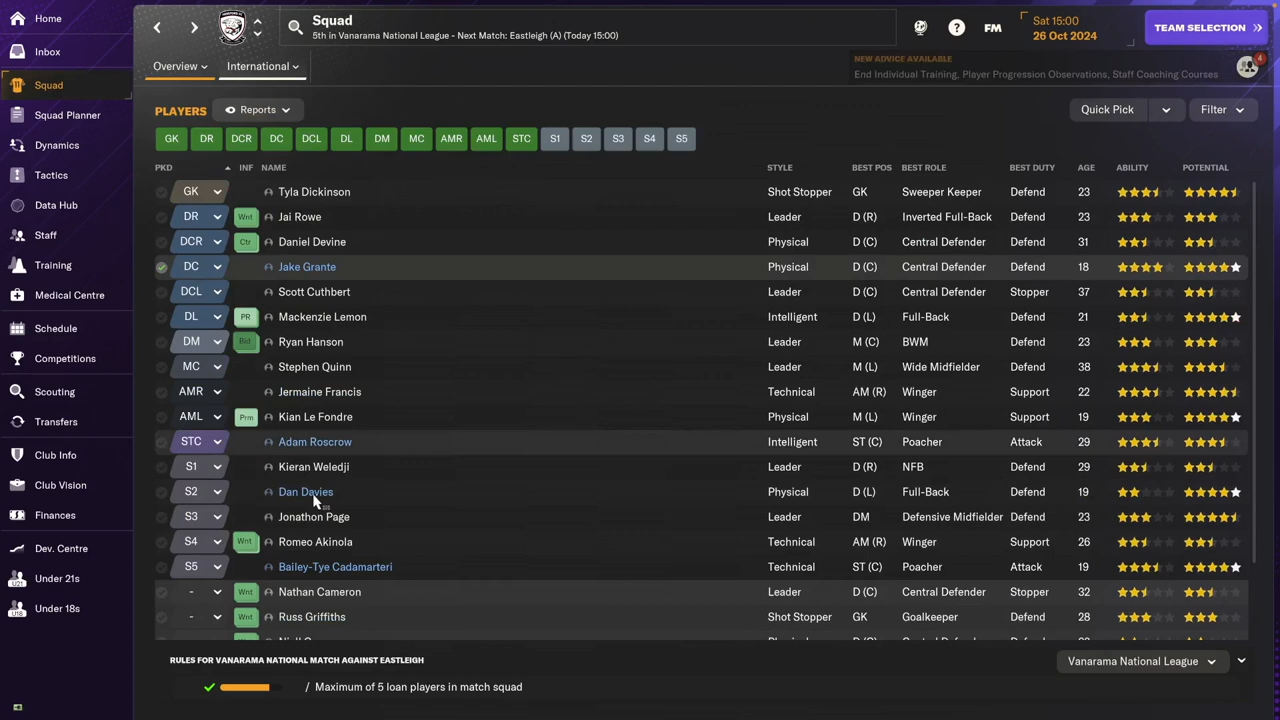 Home
Inbox
Squad
Squad Planner
Dynamics
Tactics
Data Hub
Staff
Training
Medical Centre
Schedule
Competitions
Scouting
Transfers
Club Info
Club Vision
Finances
Dev. Centre
Under 21s
Under 18s
Squad
5th in Vanarama National League - Next Match: Eastleigh (A) (Today 15:00)
FM
Sat 15:00
26 Oct 2024
TEAM SELECTION
Overview International
NEW ADVICE AVAILABLE
End Individual Training, Player Progression Observations, Staff Coaching Courses
4
PLAYERS Reports Quick Pick Filter
GK DR DCR DC DCL DL DM MC AMR AML STC S1 S2 S3 S4 S5
PKD INF NAME STYLE BEST POS BEST ROLE BEST DUTY AGE ABILITY POTENTIAL
GK Tyla Dickinson Shot Stopper GK Sweeper Keeper Defend 23
DR Wnt Jai Rowe Leader D (R) Inverted Full-Back Defend 23
DCR Ctr Daniel Devine Physical D (C) Central Defender Defend 31
DC Jake Grante Physical D (C) Central Defender Defend 18
DCL Scott Cuthbert Leader D (C) Central Defender Stopper 37
DL PR Mackenzie Lemon Intelligent D (L) Full-Back Defend 21
DM Bid Ryan Hanson Leader M (C) BWM Defend 23
MC Stephen Quinn Leader M (L) Wide Midfielder Defend 38
AMR Jermaine Francis Technical AM (R) Winger Support 22
AML Prm Kian Le Fondre Physical M (L) Winger Support 19
STC Adam Roscrow Intelligent ST (C) Poacher Attack 29
S1 Kieran Weledji Leader D (R) NFB Defend 29
S2 Dan Davies Physical D (L) Full-Back Defend 19
S3 Jonathon Page Leader DM Defensive Midfielder Defend 23
S4 Wnt Romeo Akinola Technical AM (R) Winger Support 26
S5 Bailey-Tye Cadamarteri Technical ST (C) Poacher Attack 19
- Wnt Nathan Cameron Leader D (C) Central Defender Stopper 32
- Wnt Russ Griffiths Shot Stopper GK Goalkeeper Defend 28
RULES FOR VANARAMA NATIONAL MATCH AGAINST EASTLEIGH
Vanarama National League
/ Maximum of 5 loan players in match squad